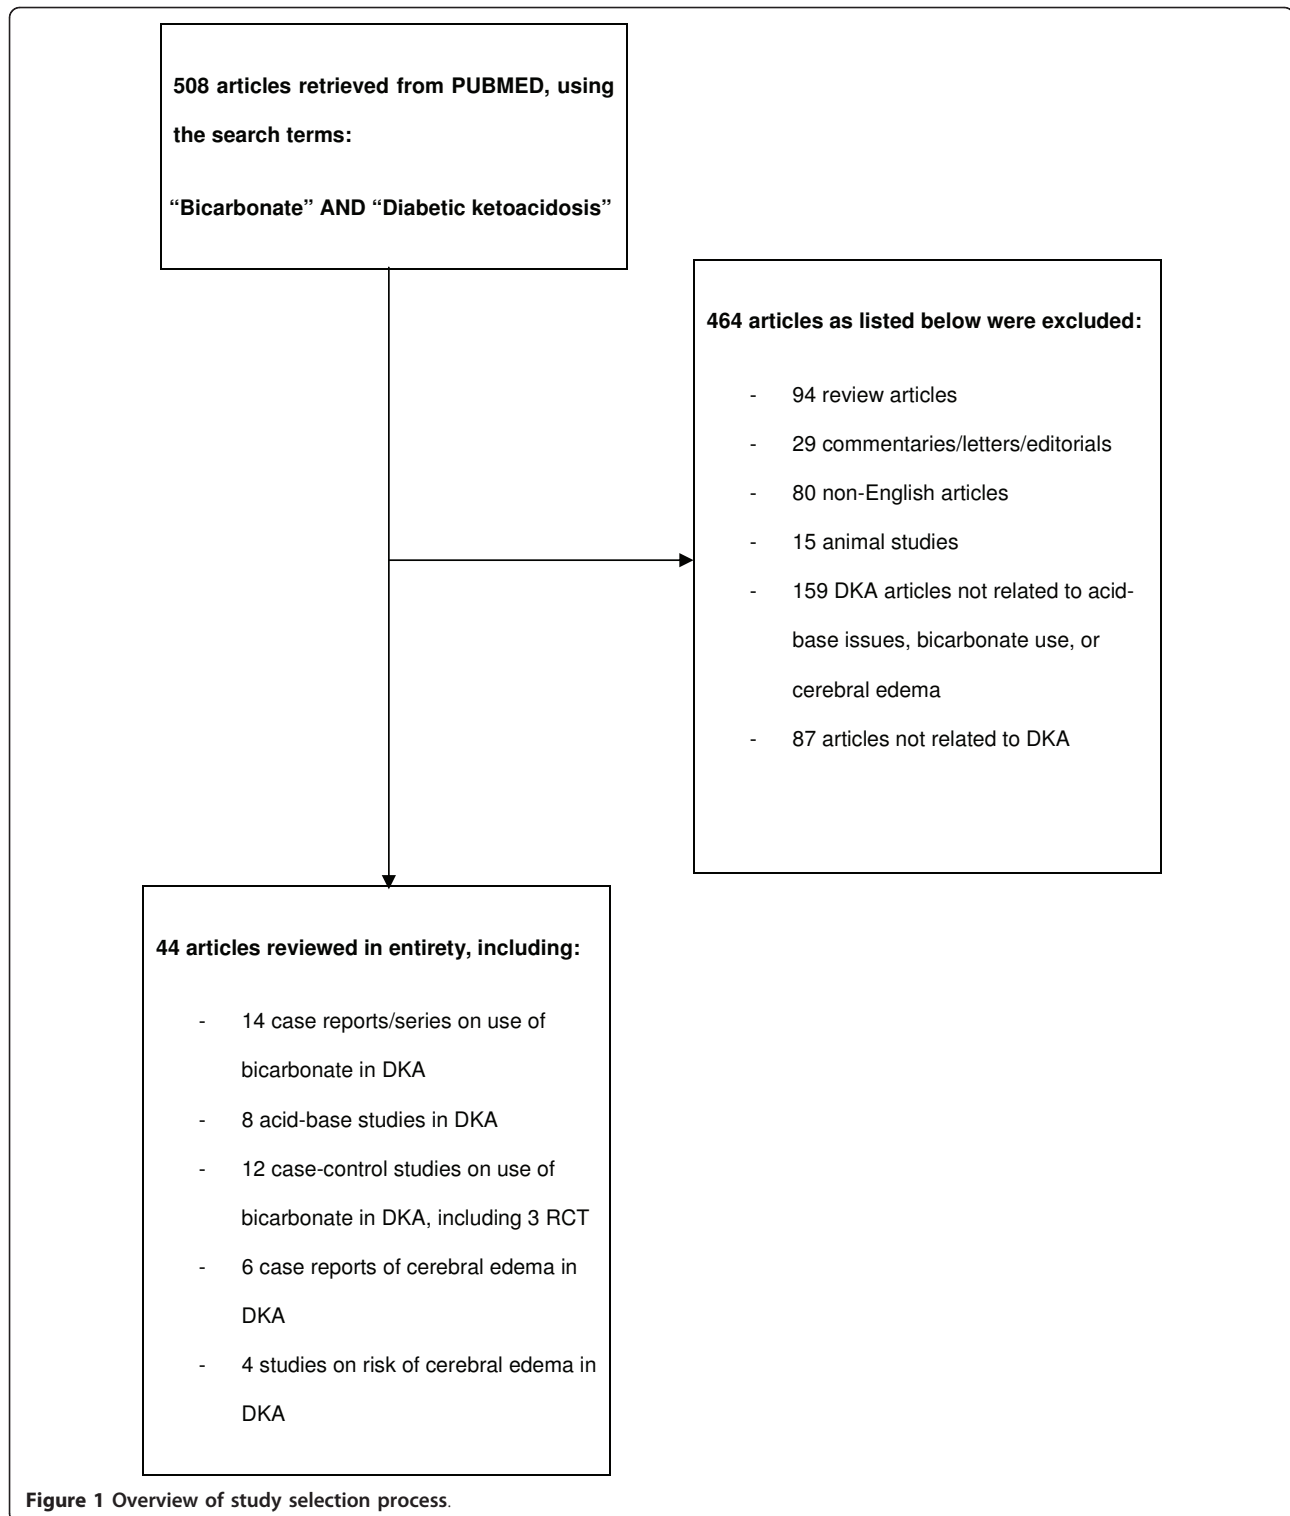 508 articles retrieved from PUBMED, using
the search terms:
“Bicarbonate” AND “Diabetic ketoacidosis”
464 articles as listed below were excluded:
- 94 review articles
- 29 commentaries/letters/editorials
- 80 non-English articles
- 15 animal studies
- 159 DKA articles not related to acid-
base issues, bicarbonate use, or
cerebral edema
- 87 articles not related to DKA
44 articles reviewed in entirety, including:
- 14 case reports/series on use of
bicarbonate in DKA
- 8 acid-base studies in DKA
- 12 case-control studies on use of
bicarbonate in DKA, including 3 RCT
- 6 case reports of cerebral edema in
DKA
- 4 studies on risk of cerebral edema in
DKA
Figure 1 Overview of study selection process.